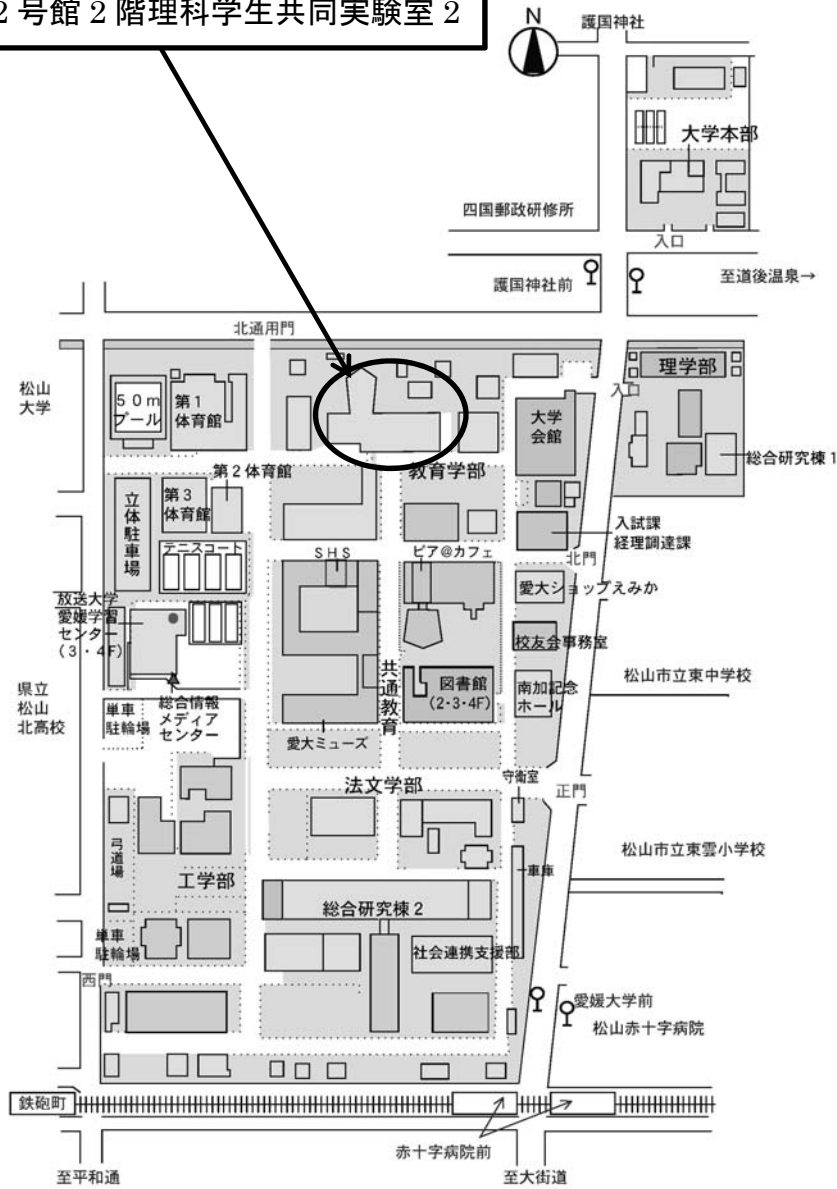 2号館2階理科学生共同実験室2
N
護国神社
大学本部
四国郵政研修所
入口
護国神社前
至道後温泉→
北通用門
松山
大学
50m
プール
第1
体育館
大学
会館
理学部
入口
総合研究棟1
教育学部
第2体育館
第3
体育館
立体駐車場
入試課
経理調達課
北門
テニスコート
SHS
ピア@カフェ
愛大ショップえみか
放送大学
愛媛学習
センター
(3・4F)
校友会事務室
共通教育
図書館
(2・3・4F)
南加記念
ホール
松山市立東中学校
県立
松山
北高校
単車
駐輪場
総合情報
メディア
センター
愛大ミューズ
法文学部
守衛室
正門
弓道場
松山市立東雲小学校
工学部
車庫
総合研究棟2
単車
駐輪場
社会連携支援部
西門
愛媛大学前
松山赤十字病院
鉄砲町
赤十字病院前
至平和通
至大街道